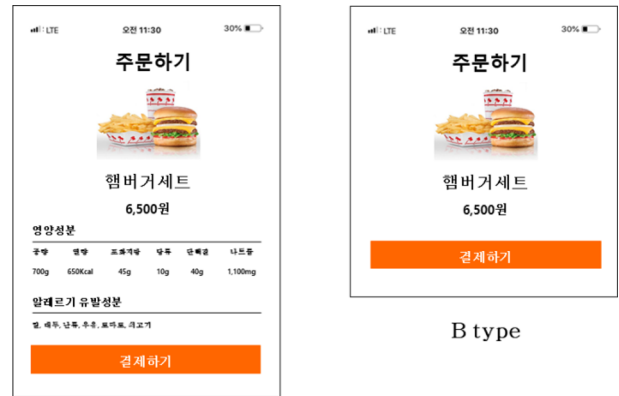 LTE 오전 11:30 30%
주문하기
햄버거세트
6,500원
영양성분
중량 열량 포화지방 당류 단백질 나트륨
700g 650Kcal 45g 10g 40g 1,100mg
알레르기 유발성분
밀, 대두, 난류, 우유, 토마토, 쇠고기
결제하기
LTE 오전 11:30 30%
주문하기
햄버거세트
6,500원
결제하기
B type